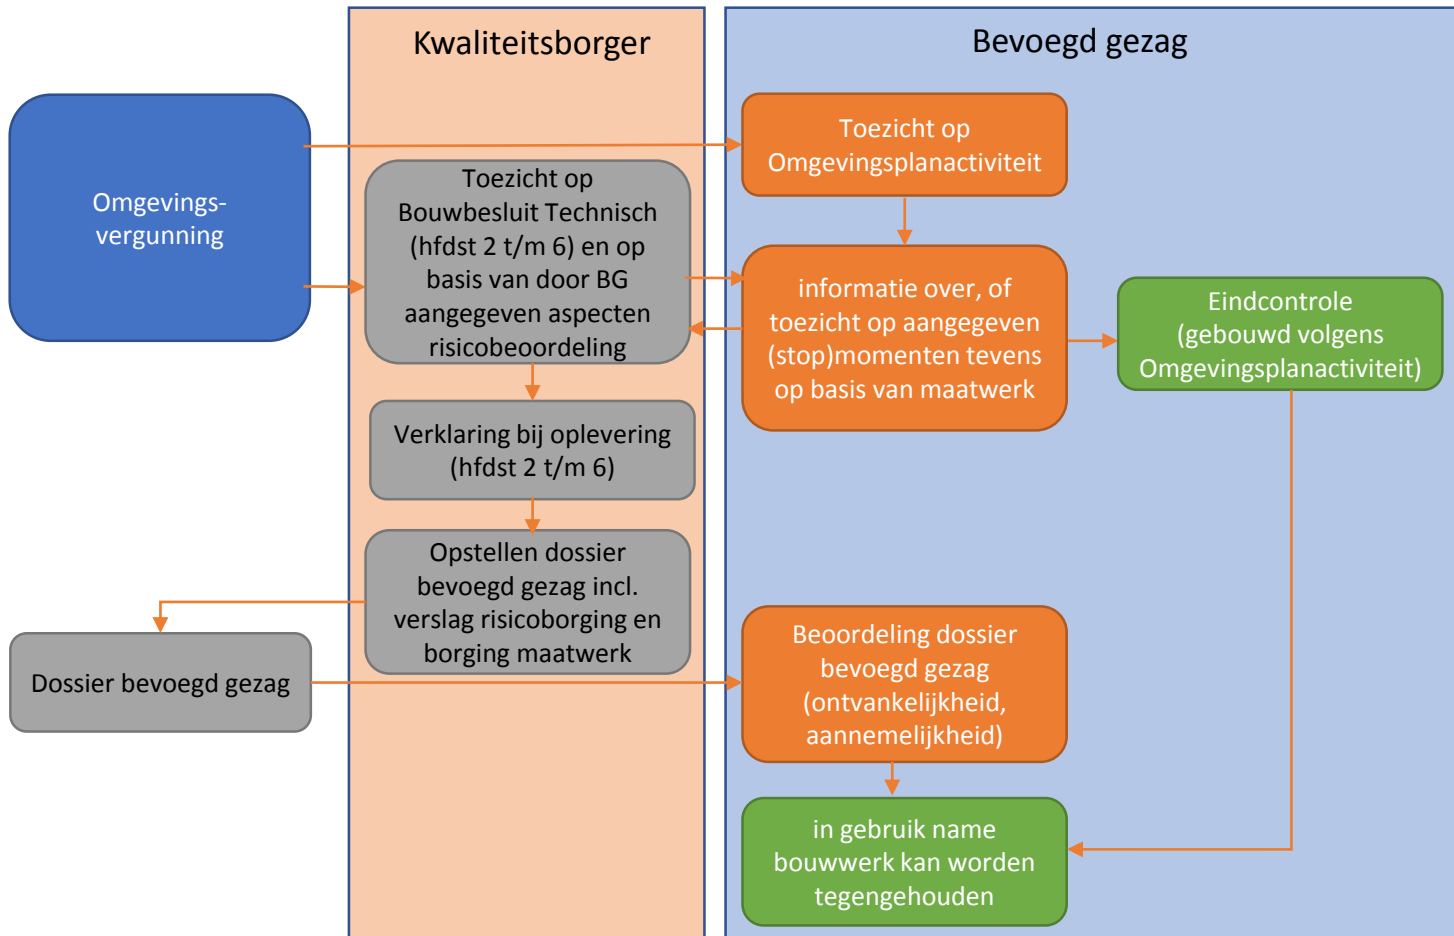 Kwaliteitsborger
Bevoegd gezag
Omgevings-
vergunning
Toezicht op
Bouwbesluit Technisch
(hfdst 2 t/m 6) en op
basis van door BG
aangegeven aspecten
risicobeoordeling
Toezicht op
Omgevingsplanactiviteit
informatie over, of
toezicht op aangegeven
(stop)momenten tevens
op basis van maatwerk
Eindcontrole
(gebouwd volgens
Omgevingsplanactiviteit)
Verklaring bij oplevering
(hfdst 2 t/m 6)
Opstellen dossier
bevoegd gezag incl.
verslag risicoborging en
borging maatwerk
Dossier bevoegd gezag
Beoordeling dossier
bevoegd gezag
(ontvankelijkheid,
aannemelijkheid)
in gebruik name
bouwwerk kan worden
tegengehouden